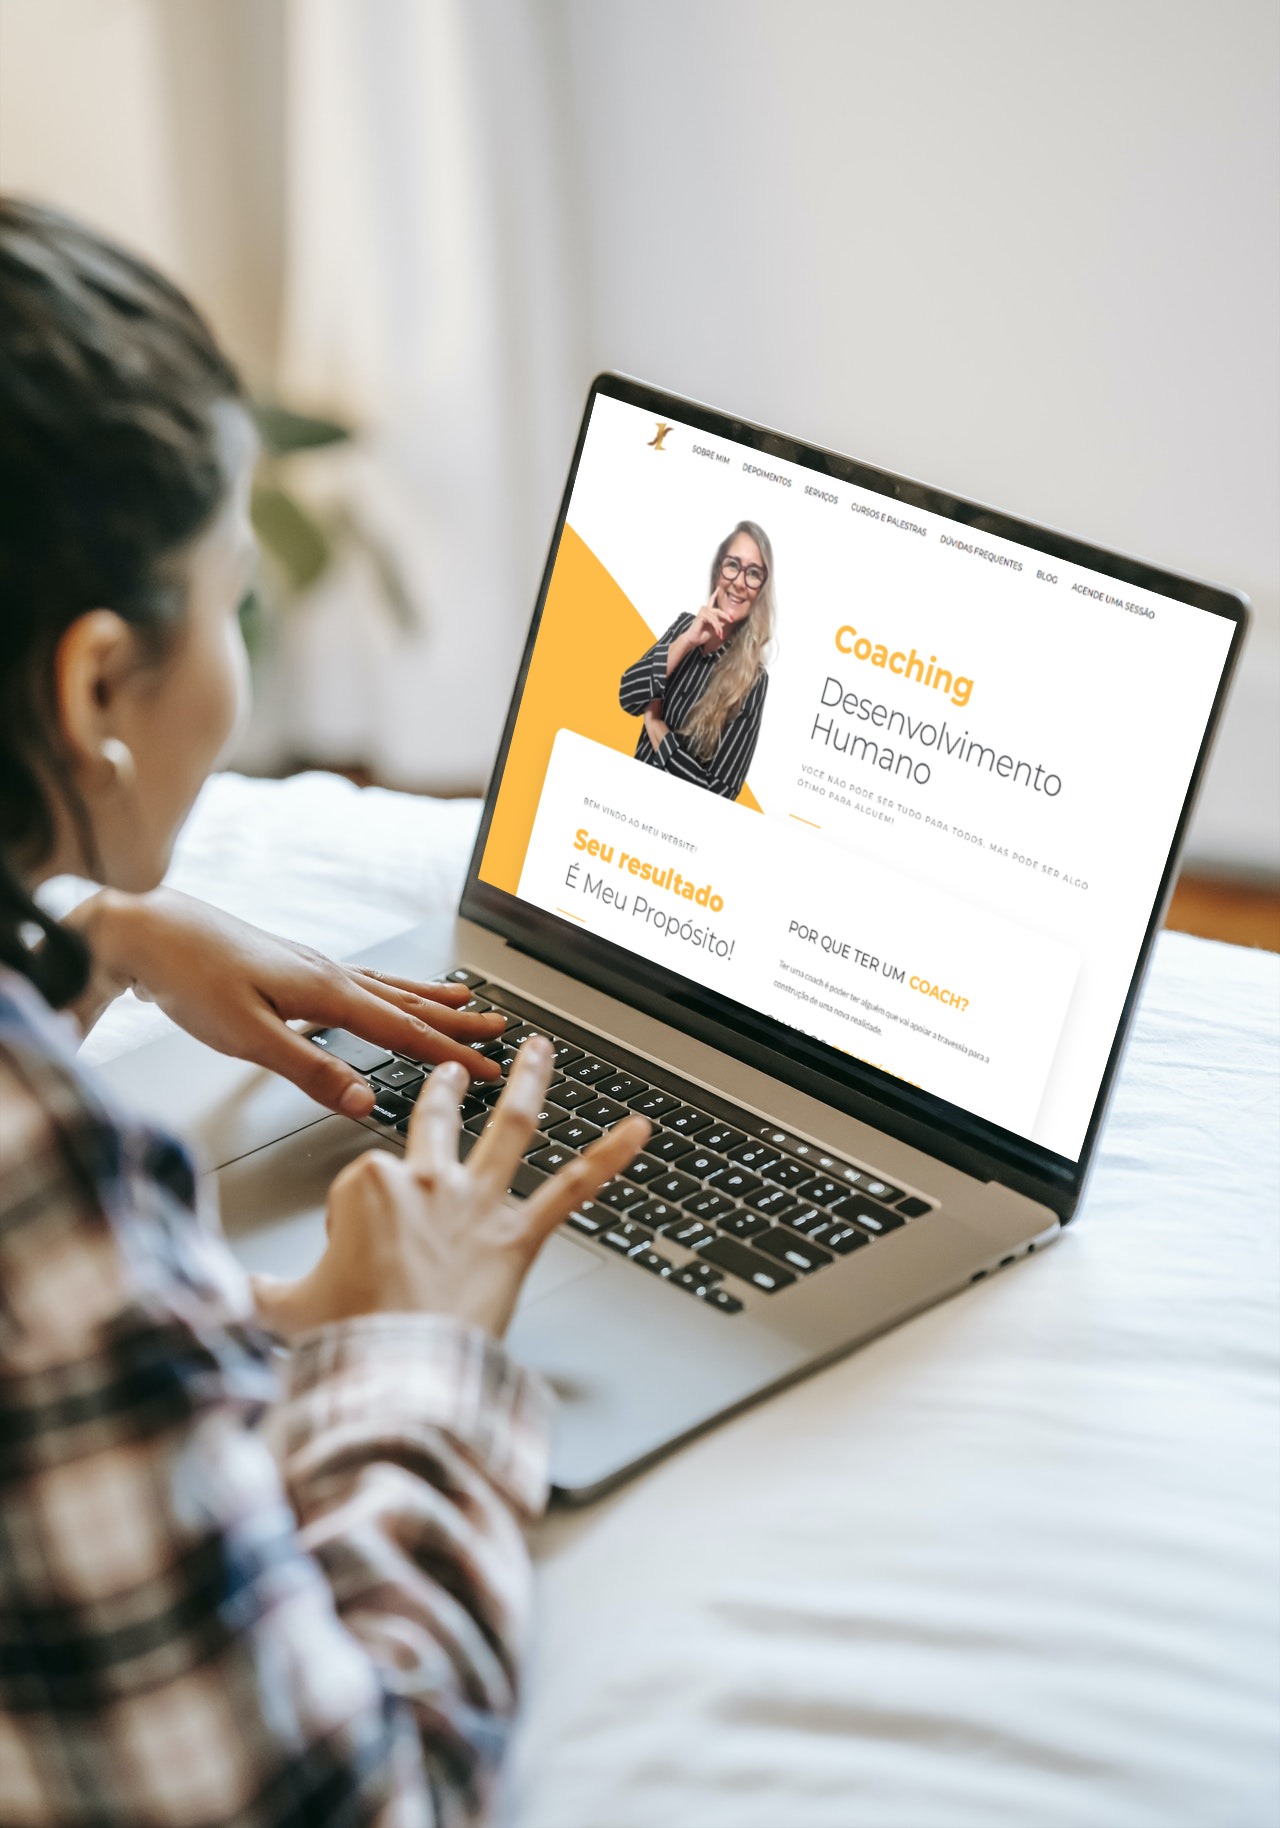 SOBRE MIM DEPOIMENTOS SERVIÇOS CURSOS E PALESTRAS DÚVIDAS FREQUENTES BLOG AGENDE UMA SESSÃO
Coaching
Desenvolvimento
Humano
VOCÊ NÃO PODE SER TUDO PARA TODOS, MAS PODE SER ALGO
ÓTIMO PARA ALGUÉM!
BEM VINDO AO MEU WEBSITE!
Seu resultado
É Meu Propósito!
POR QUE TER UM COACH?
Ter uma coach é poder ter alguém que vai apoiar a travessia para a
construção de uma nova realidade.